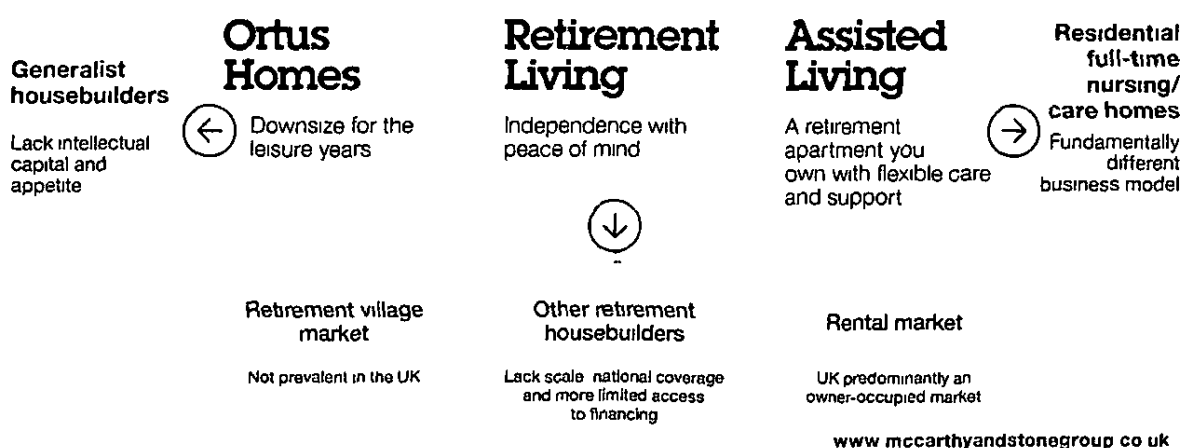 Generalist
housebuilders
Lack intellectual
capital and
appetite
Ortus
Homes
Downsize for the
leisure years
Retirement
Living
Independence with
peace of mind
Assisted
Living
A retirement
apartment you
own with flexible care
and support
Residential
full-time
nursing/
care homes
Fundamentally
different
business model
Retirement village
market
Not prevalent in the UK
Other retirement
housebuilders
Lack scale national coverage
and more limited access
to financing
Rental market
UK predominantly an
owner-occupied market
www mccarthyandstonegroup co uk